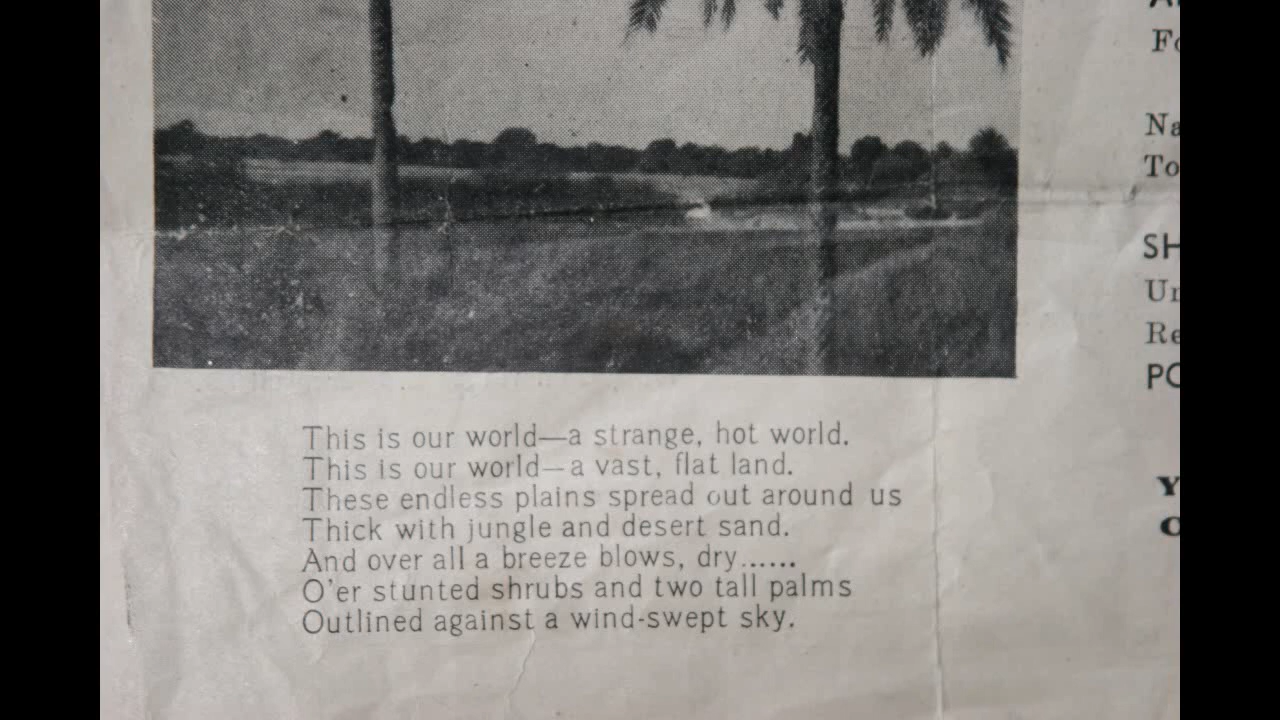 This is our world—a strange, hot world.
This is our world—a vast, flat land.
These endless plains spread out around us
Thick with jungle and desert sand.
And over all a breeze blows, dry......
O'er stunted shrubs and two tall palms
Outlined against a wind-swept sky.